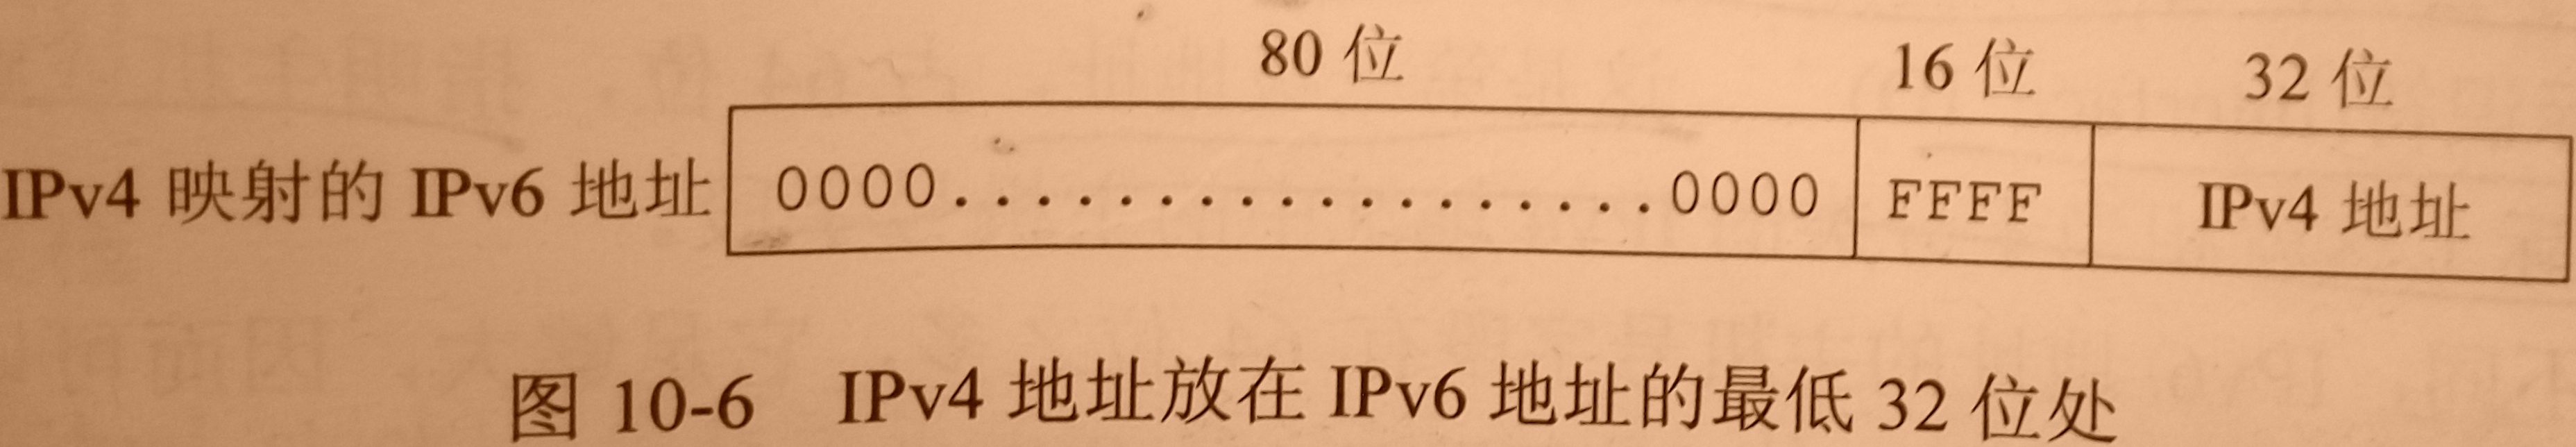 80 位 16 位 32 位
IPv4 映射的 IPv6 地址 0000..................0000 FFFF IPv4 地址
图 10-6 IPv4 地址放在 IPv6 地址的最低 32 位处